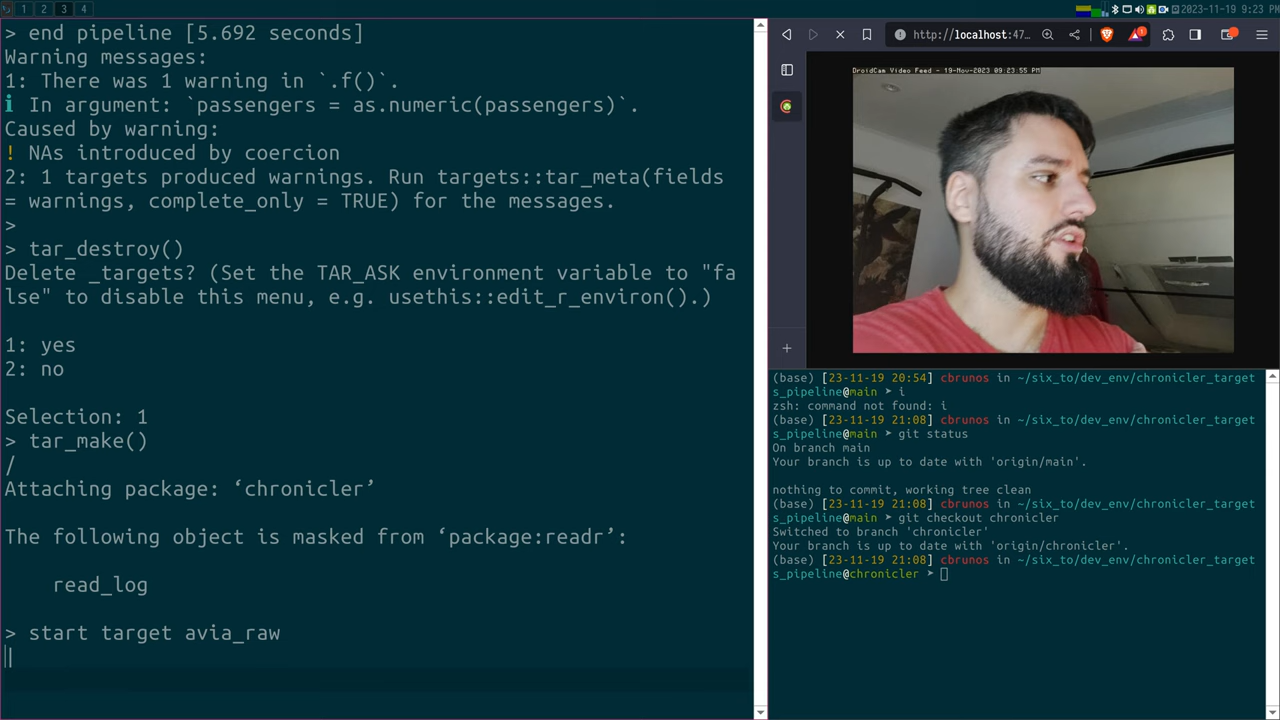 1 2 3 4
2023-11-19 9:23 PM
> end pipeline [5.692 seconds]
Warning messages:
1: There was 1 warning in `.f()`.
ℹ In argument: `passengers = as.numeric(passengers)`.
Caused by warning:
! NAs introduced by coercion
2: 1 targets produced warnings. Run targets::tar_meta(fields
= warnings, complete_only = TRUE) for the messages.
>
> tar_destroy()
Delete _targets? (Set the TAR_ASK environment variable to "fa
lse" to disable this menu, e.g. usethis::edit_r_environ().)
1: yes
2: no
Selection: 1
> tar_make()
/
Attaching package: ‘chronicler’
The following object is masked from ‘package:readr’:
read_log
> start target avia_raw
|
http://localhost:47…
1
DroidCam Video Feed - 19-Nov-2023 09:23:55 PM
(base) [23-11-19 20:54] cbrunos in ~/six_to/dev_env/chronicler_target
s_pipeline@main ➤ i
zsh: command not found: i
(base) [23-11-19 21:08] cbrunos in ~/six_to/dev_env/chronicler_target
s_pipeline@main ➤ git status
On branch main
Your branch is up to date with 'origin/main'.
nothing to commit, working tree clean
(base) [23-11-19 21:08] cbrunos in ~/six_to/dev_env/chronicler_target
s_pipeline@main ➤ git checkout chronicler
Switched to branch 'chronicler'
Your branch is up to date with 'origin/chronicler'.
(base) [23-11-19 21:08] cbrunos in ~/six_to/dev_env/chronicler_target
s_pipeline@chronicler ➤